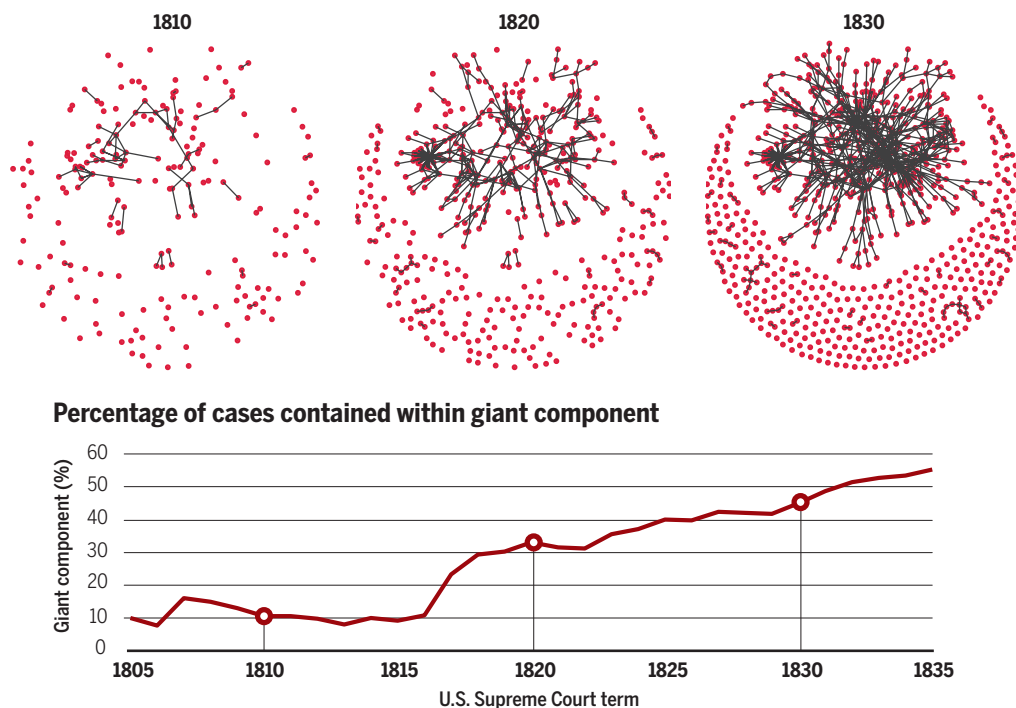 1810 1820 1830
Percentage of cases contained within giant component
Giant component (%)
60
50
40
30
20
10
0
1805 1810 1815 1820 1825 1830 1835
U.S. Supreme Court term